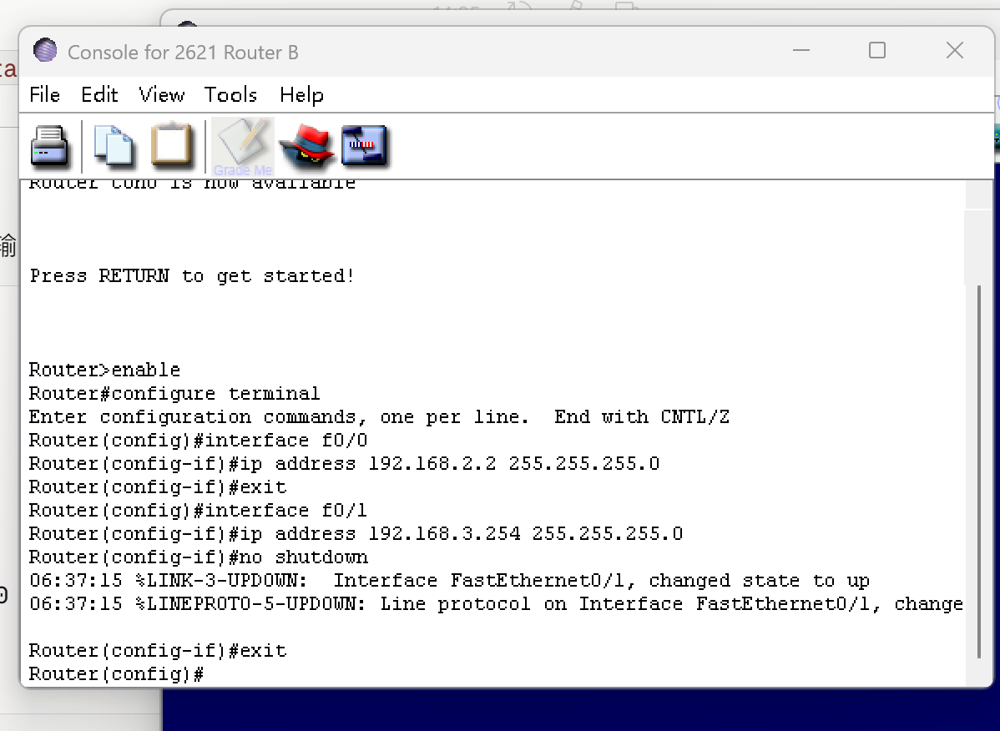 Console for 2621 Router B
File Edit View Tools Help
ta
Grade Me
Router con0 is now available
输
Press RETURN to get started!
Router>enable
Router#configure terminal
Enter configuration commands, one per line.  End with CNTL/Z
Router(config)#interface f0/0
Router(config-if)#ip address 192.168.2.2 255.255.255.0
Router(config-if)#exit
Router(config)#interface f0/1
Router(config-if)#ip address 192.168.3.254 255.255.255.0
Router(config-if)#no shutdown
06:37:15 %LINK-3-UPDOWN:  Interface FastEthernet0/1, changed state to up
0
06:37:15 %LINEPROTO-5-UPDOWN: Line protocol on Interface FastEthernet0/1, change
Router(config-if)#exit
Router(config)#